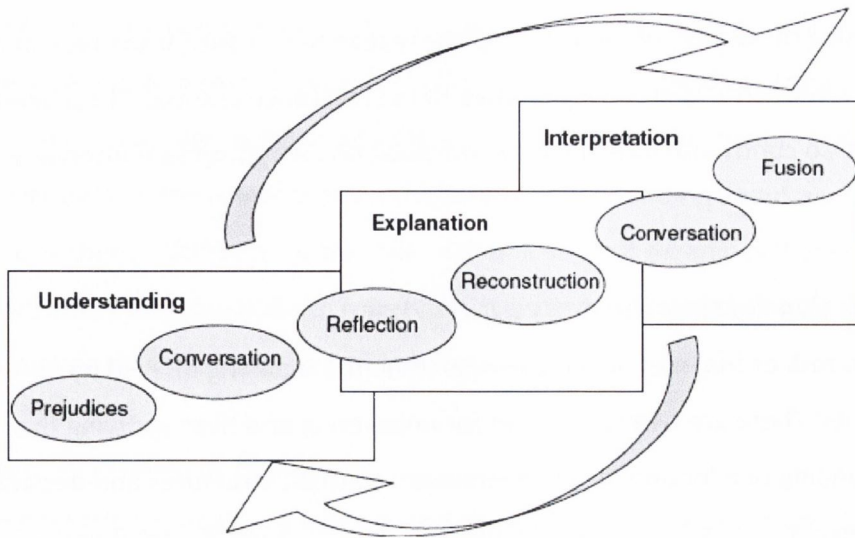 Interpretation
Fusion
Explanation
Conversation
Reconstruction
Understanding
Reflection
Conversation
Prejudices